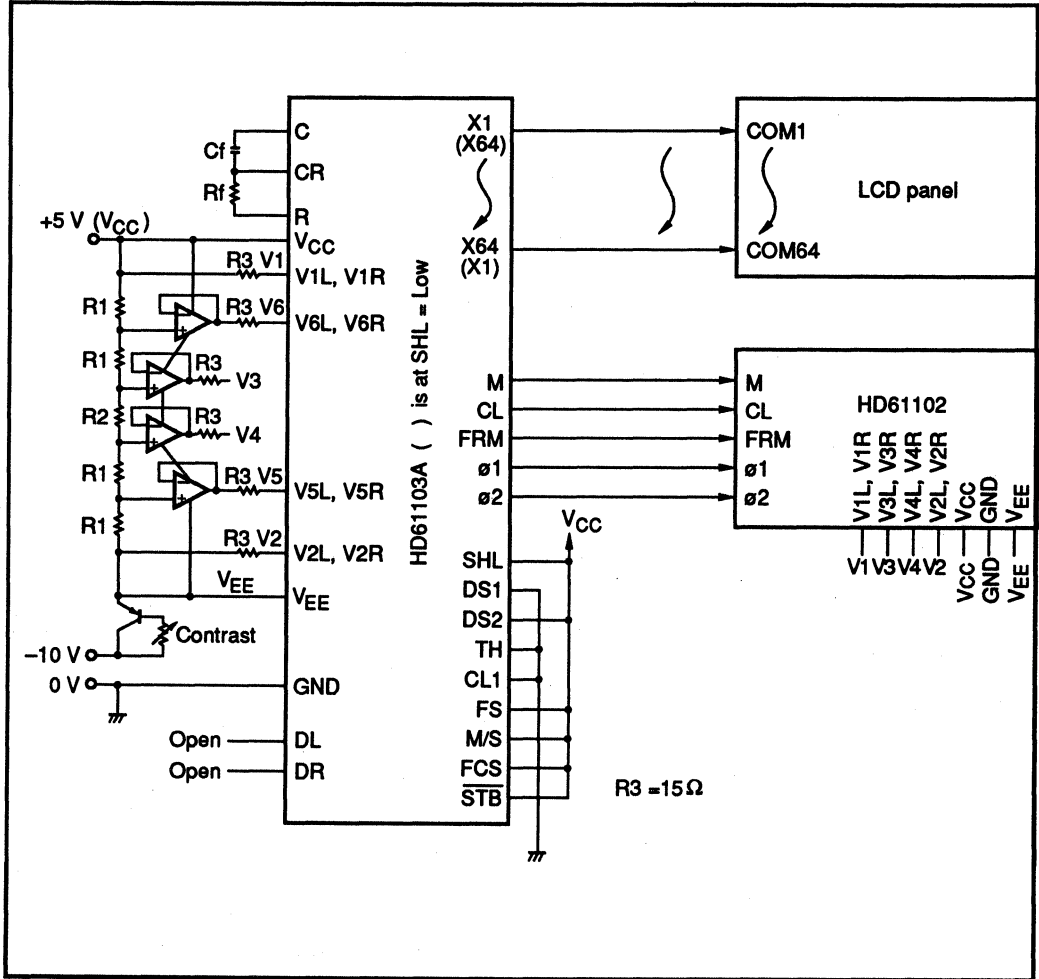 C
Cf
CR
Rf
R
+5 V (VCC)
VCC
R3 V1
V1L, V1R
R1
R3 V6
V6L, V6R
R1
R3
V3
R2
R3
V4
R1
R3 V5
V5L, V5R
R1
R3 V2
V2L, V2R
VEE
VEE
Contrast
−10 V
0 V
GND
Open
DL
Open
DR
HD61103A ( ) is at SHL = Low
X1
(X64)
X64
(X1)
M
CL
FRM
ø1
ø2
VCC
SHL
DS1
DS2
TH
CL1
FS
M/S
FCS
STB
R3 =15Ω
COM1
LCD panel
COM64
M
HD61102
CL
FRM
ø1
ø2
V1L, V1R
V3L, V3R
V4L, V4R
V2L, V2R
VCC
GND
VEE
V1
V3
V4
V2
VCC
GND
VEE